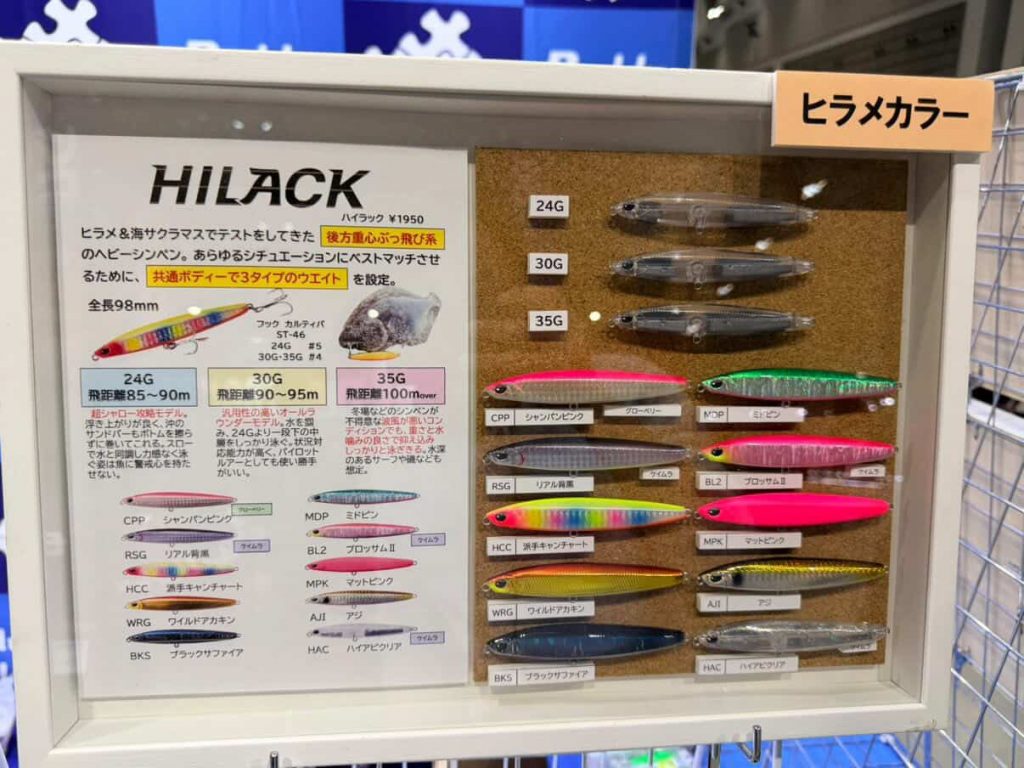 ヒラメカラー
HILACK
ハイラック ¥1950
ヒラメ&海サクラマスでテストをしてきた 後方重心ぶっ飛び系
のヘビーシンペン。あらゆるシチュエーションにベストマッチさせ
るために、 共通ボディーで3タイプのウエイト を設定。
全長98mm
フック カルティバ
ST-46
24G #5
30G・35G #4
24G
飛距離85～90m
超シャロー攻略モデル。
浮き上がりが良く、沖の
サンドバーもボトムを擦ら
ずに巻いてこれる。スロー
で水と同調し力感なく泳
ぐ姿は魚に警戒心を持た
せない。
30G
飛距離90～95m
汎用性の高いオールラ
ウンダーモデル。水を掴
み、24Gより一段下の中
層をしっかり泳ぐ。状況対
応能力が高く、パイロット
ルアーとしても使い勝手
がいい。
35G
飛距離100mover
冬場などのシンペンが
不得意な波風が悪いコン
ディションでも、重さと水
噛みの良さで抑え込み
しっかりと泳ぎきる。水深
のあるサーフや磯なども
想定。
CPP シャンパンピンク グローベリー
RSG リアル背黒 ケイムラ
HCC 派手キャンチャート
WRG ワイルドアカキン
BKS ブラックサファイア
MDP ミドピン
BL2 ブロッサムⅡ ケイムラ
MPK マットピンク
AJI アジ
HAC ハイアピクリア ケイムラ
24G
30G
35G
CPP シャンパンピンク グローベリー
MDP ミドピン
RSG リアル背黒 ケイムラ
BL2 ブロッサムⅡ ケイムラ
HCC 派手キャンチャート
MPK マットピンク
WRG ワイルドアカキン
AJI アジ
BKS ブラックサファイア
HAC ハイアピクリア ケイムラ